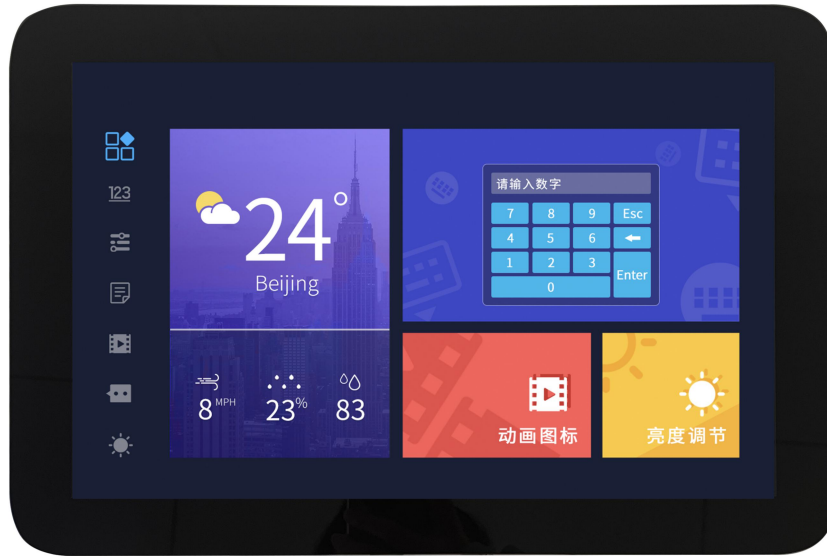 123
24°
Beijing
8 MPH
23%
83
请输入数字
7 8 9 Esc
4 5 6
1 2 3 Enter
0
动画图标
亮度调节